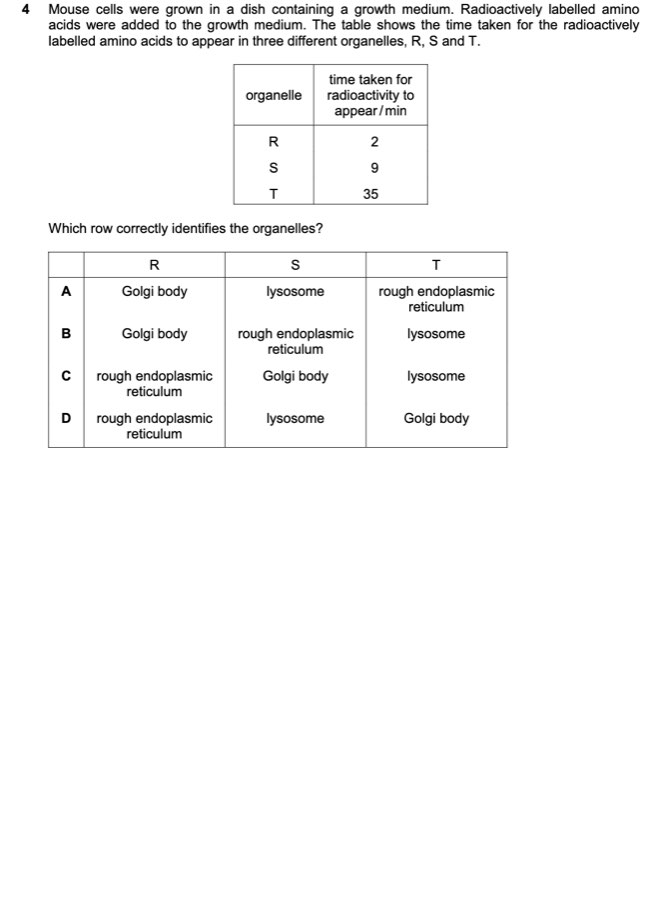 4 Mouse cells were grown in a dish containing a growth medium. Radioactively labelled amino
acids were added to the growth medium. The table shows the time taken for the radioactively
labelled amino acids to appear in three different organelles, R, S and T.
organelle
time taken for
radioactivity to
appear/min
R 2
S 9
T 35
Which row correctly identifies the organelles?
R S T
A Golgi body lysosome rough endoplasmic
reticulum
B Golgi body rough endoplasmic lysosome
reticulum
C rough endoplasmic Golgi body lysosome
reticulum
D rough endoplasmic lysosome Golgi body
reticulum